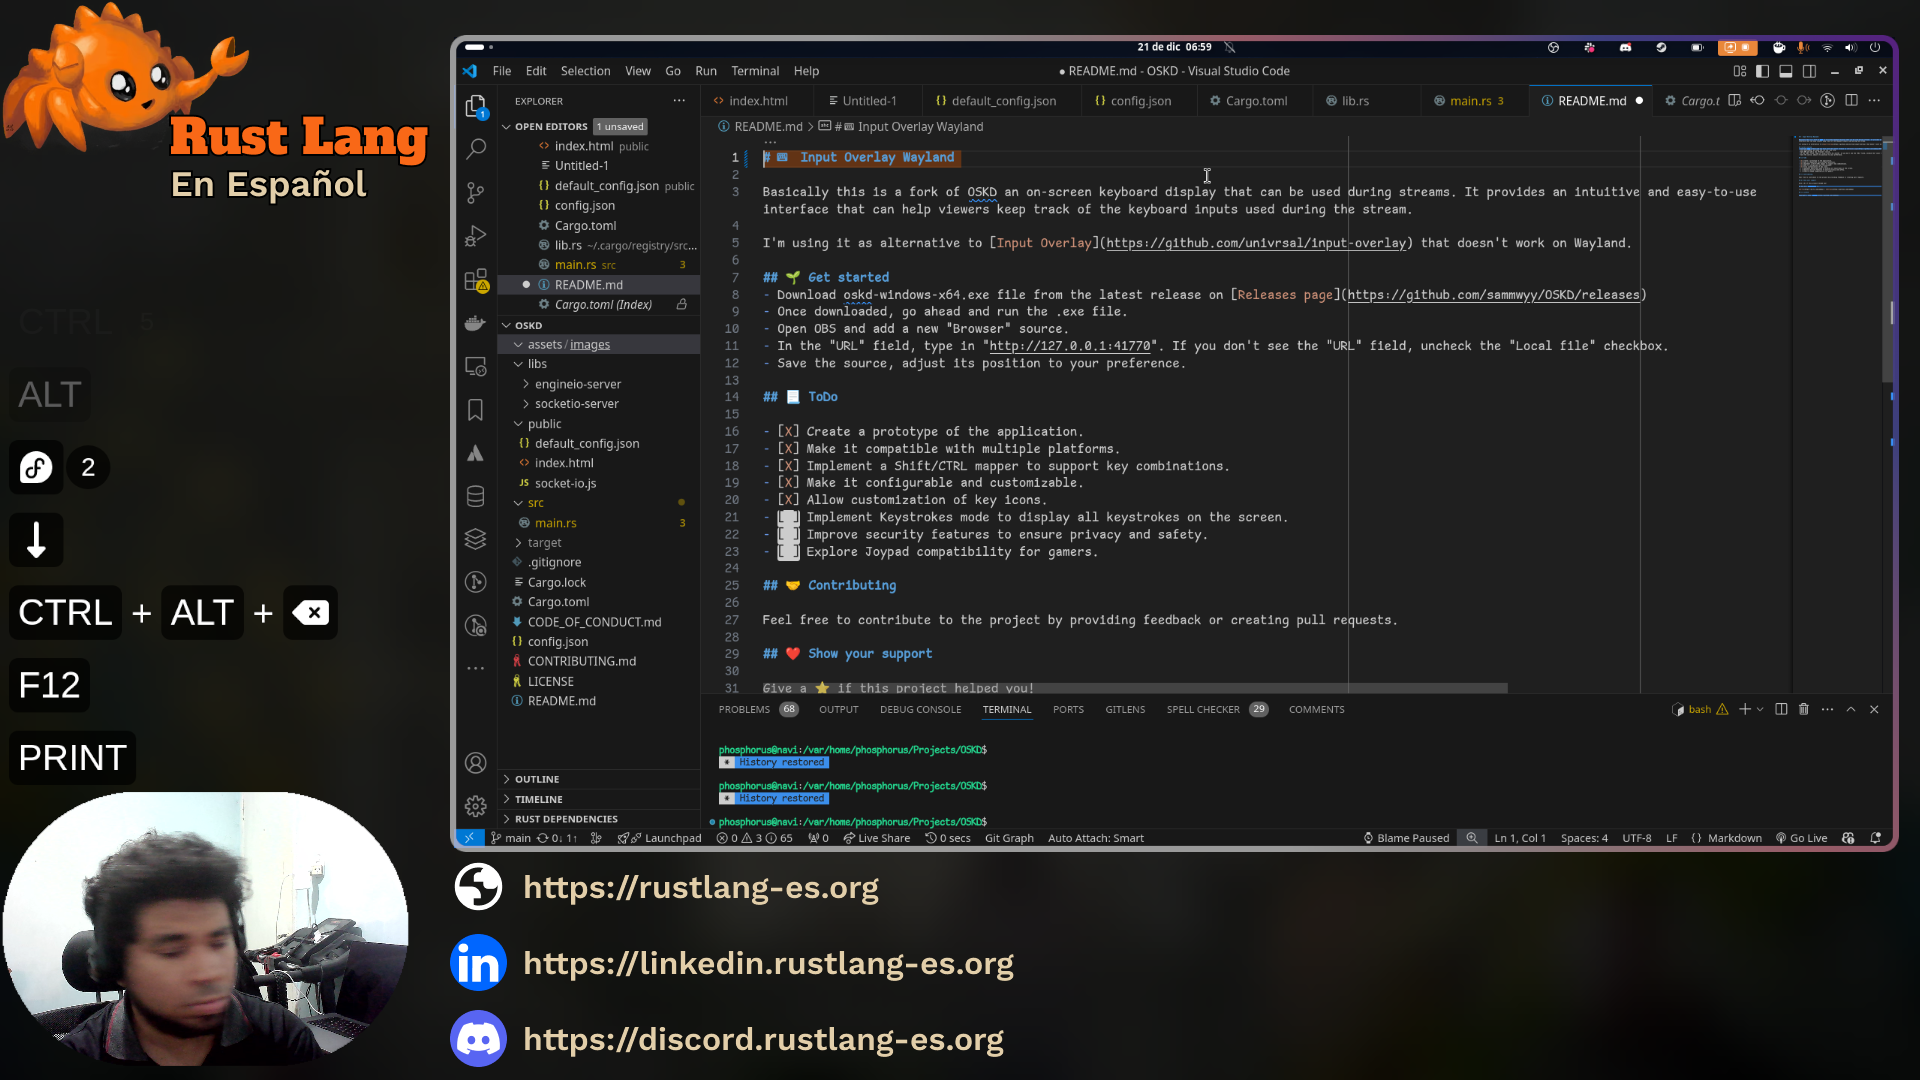 Rust Lang
En Español
CTRL 5
ALT
2
CTRL + ALT +
F12
PRINT
21 de dic 06:59
File Edit Selection View Go Run Terminal Help
● README.md - OSKD - Visual Studio Code
EXPLORER
OPEN EDITORS 1 unsaved
index.html public
Untitled-1
default_config.json public
config.json
Cargo.toml
lib.rs ~/.cargo/registry/src...
main.rs src 3
README.md
Cargo.toml (Index)
OSKD
assets / images
libs
engineio-server
socketio-server
public
default_config.json
index.html
JS socket-io.js
src
main.rs 3
target
.gitignore
Cargo.lock
Cargo.toml
CODE_OF_CONDUCT.md
config.json
CONTRIBUTING.md
LICENSE
README.md
OUTLINE
TIMELINE
RUST DEPENDENCIES
index.html Untitled-1 default_config.json config.json Cargo.toml lib.rs main.rs 3 README.md Cargo.t
README.md > # ⌨ Input Overlay Wayland
1 # ⌨ Input Overlay Wayland
2
3 Basically this is a fork of OSKD an on-screen keyboard display that can be used during streams. It provides an intuitive and easy-to-use
interface that can help viewers keep track of the keyboard inputs used during the stream.
4
5 I'm using it as alternative to [Input Overlay](https://github.com/univrsal/input-overlay) that doesn't work on Wayland.
6
7 ## 🌱 Get started
8 - Download oskd-windows-x64.exe file from the latest release on [Releases page](https://github.com/sammwyy/OSKD/releases)
9 - Once downloaded, go ahead and run the .exe file.
10 - Open OBS and add a new "Browser" source.
11 - In the "URL" field, type in "http://127.0.0.1:41770". If you don't see the "URL" field, uncheck the "Local file" checkbox.
12 - Save the source, adjust its position to your preference.
13
14 ## 📃 ToDo
15
16 - [X] Create a prototype of the application.
17 - [X] Make it compatible with multiple platforms.
18 - [X] Implement a Shift/CTRL mapper to support key combinations.
19 - [X] Make it configurable and customizable.
20 - [X] Allow customization of key icons.
21 - [ ] Implement Keystrokes mode to display all keystrokes on the screen.
22 - [ ] Improve security features to ensure privacy and safety.
23 - [ ] Explore Joypad compatibility for gamers.
24
25 ## 🤝 Contributing
26
27 Feel free to contribute to the project by providing feedback or creating pull requests.
28
29 ## ❤️ Show your support
30
31 Give a ⭐ if this project helped you!
PROBLEMS 68 OUTPUT DEBUG CONSOLE TERMINAL PORTS GITLENS SPELL CHECKER 29 COMMENTS
bash
phosphorus@navi:/var/home/phosphorus/Projects/OSKD$
* History restored
phosphorus@navi:/var/home/phosphorus/Projects/OSKD$
* History restored
phosphorus@navi:/var/home/phosphorus/Projects/OSKD$
main 0↓ 1↑ Launchpad 0 3 65 0 Live Share 0 secs Git Graph Auto Attach: Smart Blame Paused Ln 1, Col 1 Spaces: 4 UTF-8 LF { } Markdown Go Live
https://rustlang-es.org
in https://linkedin.rustlang-es.org
https://discord.rustlang-es.org